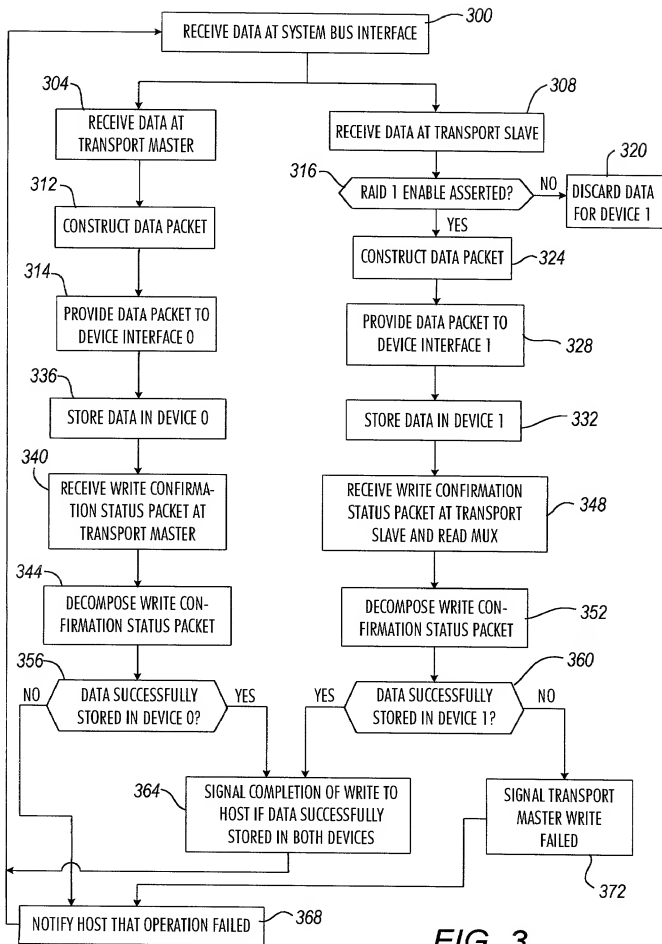 300
RECEIVE DATA AT SYSTEM BUS INTERFACE
304
RECEIVE DATA AT
TRANSPORT MASTER
308
RECEIVE DATA AT TRANSPORT SLAVE
316
RAID 1 ENABLE ASSERTED?
NO
320
DISCARD DATA
FOR DEVICE 1
YES
312
CONSTRUCT DATA PACKET
CONSTRUCT DATA PACKET
324
314
PROVIDE DATA PACKET TO
DEVICE INTERFACE 0
PROVIDE DATA PACKET TO
DEVICE INTERFACE 1
328
336
STORE DATA IN DEVICE 0
STORE DATA IN DEVICE 1
332
340
RECEIVE WRITE CONFIRMA-
TION STATUS PACKET AT
TRANSPORT MASTER
RECEIVE WRITE CONFIRMATION
STATUS PACKET AT TRANSPORT
SLAVE AND READ MUX
348
344
DECOMPOSE WRITE CON-
FIRMATION STATUS PACKET
DECOMPOSE WRITE CON-
FIRMATION STATUS PACKET
352
356
NO
DATA SUCCESSFULLY
STORED IN DEVICE 0?
YES
YES
DATA SUCCESSFULLY
STORED IN DEVICE 1?
360
NO
364
SIGNAL COMPLETION OF WRITE TO
HOST IF DATA SUCCESSFULLY
STORED IN BOTH DEVICES
SIGNAL TRANSPORT
MASTER WRITE
FAILED
372
NOTIFY HOST THAT OPERATION FAILED
368
FIG. 3